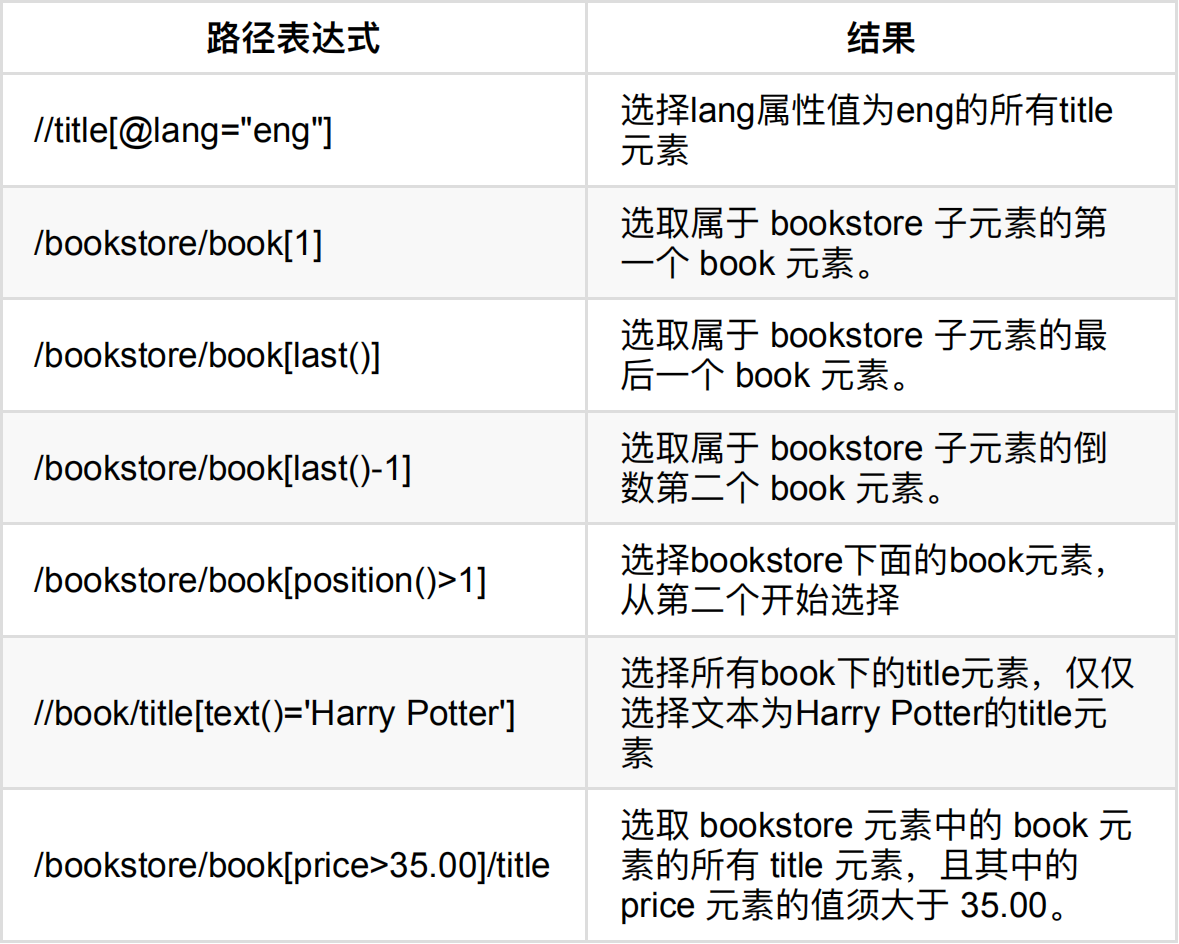 路径表达式
结果
//title[@lang="eng"]
选择lang属性值为eng的所有title
元素
/bookstore/book[1]
选取属于 bookstore 子元素的第
一个 book 元素。
/bookstore/book[last()]
选取属于 bookstore 子元素的最
后一个 book 元素。
/bookstore/book[last()-1]
选取属于 bookstore 子元素的倒
数第二个 book 元素。
/bookstore/book[position()>1]
选择bookstore下面的book元素，
从第二个开始选择
//book/title[text()='Harry Potter']
选择所有book下的title元素，仅仅
选择文本为Harry Potter的title元
素
/bookstore/book[price>35.00]/title
选取 bookstore 元素中的 book 元
素的所有 title 元素，且其中的
price 元素的值须大于 35.00。